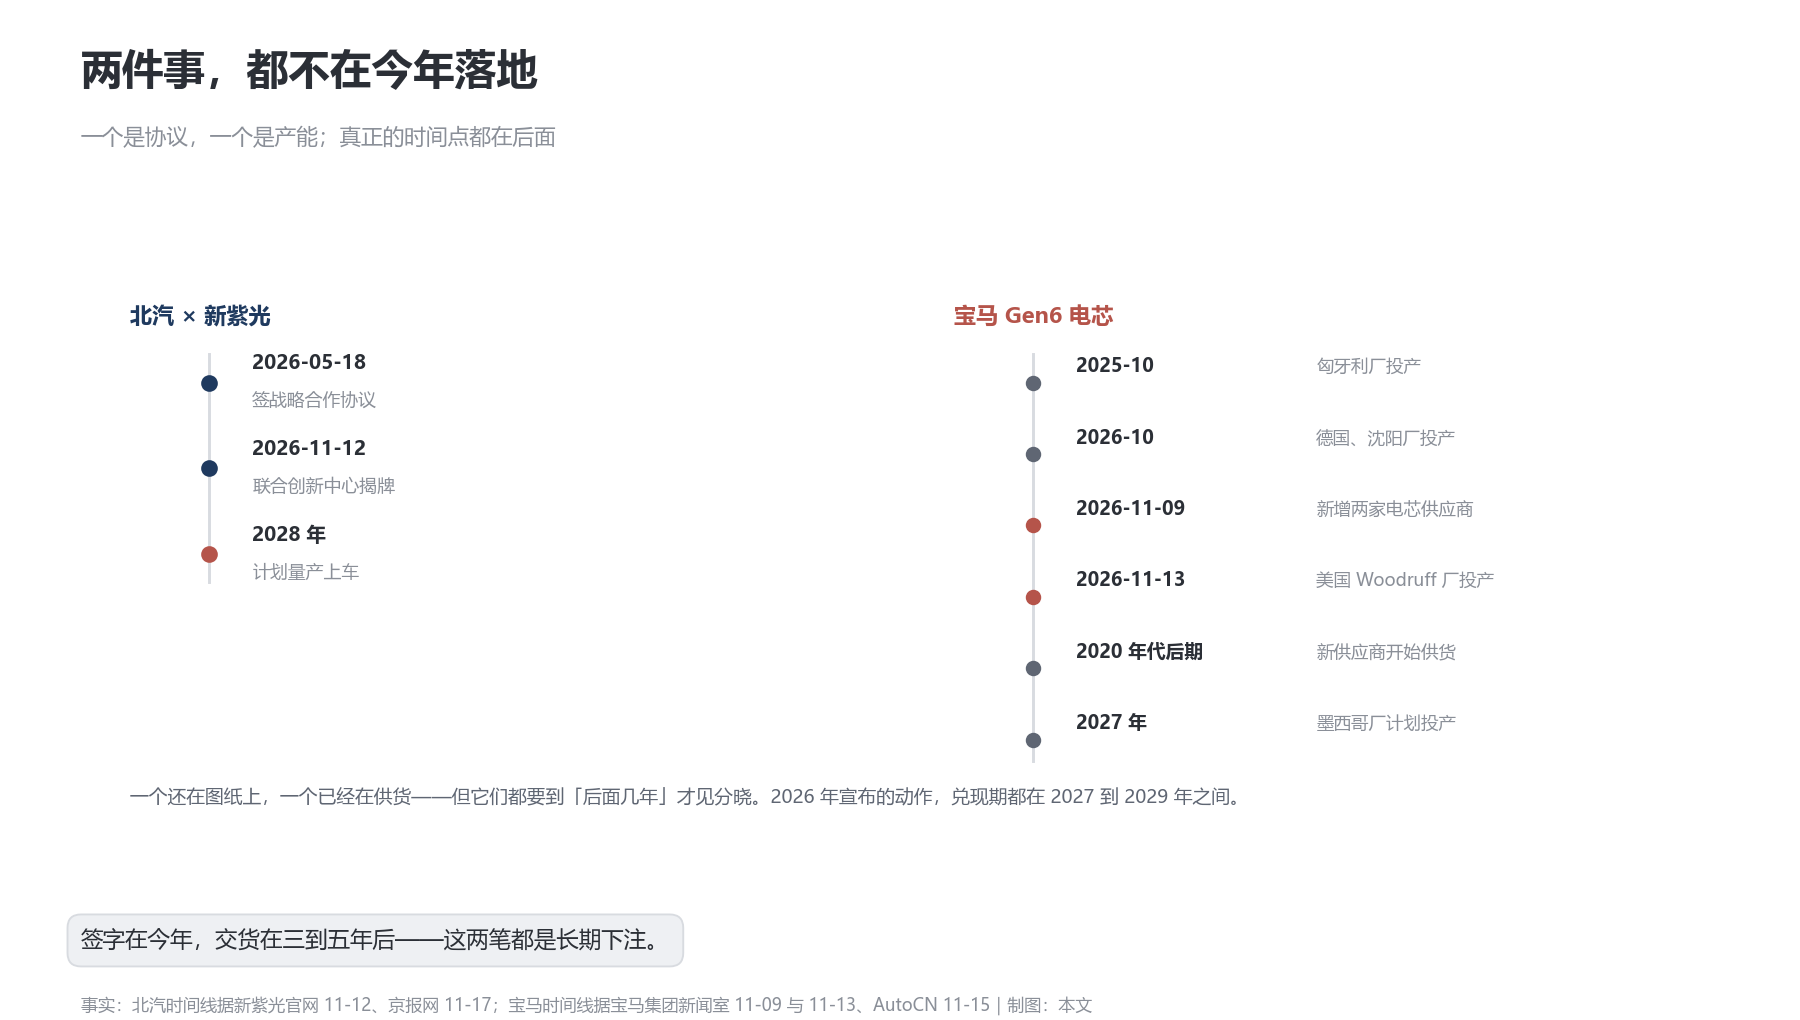 两件事，都不在今年落地
一个是协议，一个是产能；真正的时间点都在后面
北汽 × 新紫光
2026-05-18
签战略合作协议
2026-11-12
联合创新中心揭牌
2028 年
计划量产上车
宝马 Gen6 电芯
2025-10 匈牙利厂投产
2026-10 德国、沈阳厂投产
2026-11-09 新增两家电芯供应商
2026-11-13 美国 Woodruff 厂投产
2020 年代后期 新供应商开始供货
2027 年 墨西哥厂计划投产
一个还在图纸上，一个已经在供货——但它们都要到「后面几年」才见分晓。2026 年宣布的动作，兑现期都在 2027 到 2029 年之间。
签字在今年，交货在三到五年后——这两笔都是长期下注。
事实：北汽时间线据新紫光官网 11-12、京报网 11-17；宝马时间线据宝马集团新闻室 11-09 与 11-13、AutoCN 11-15 | 制图：本文